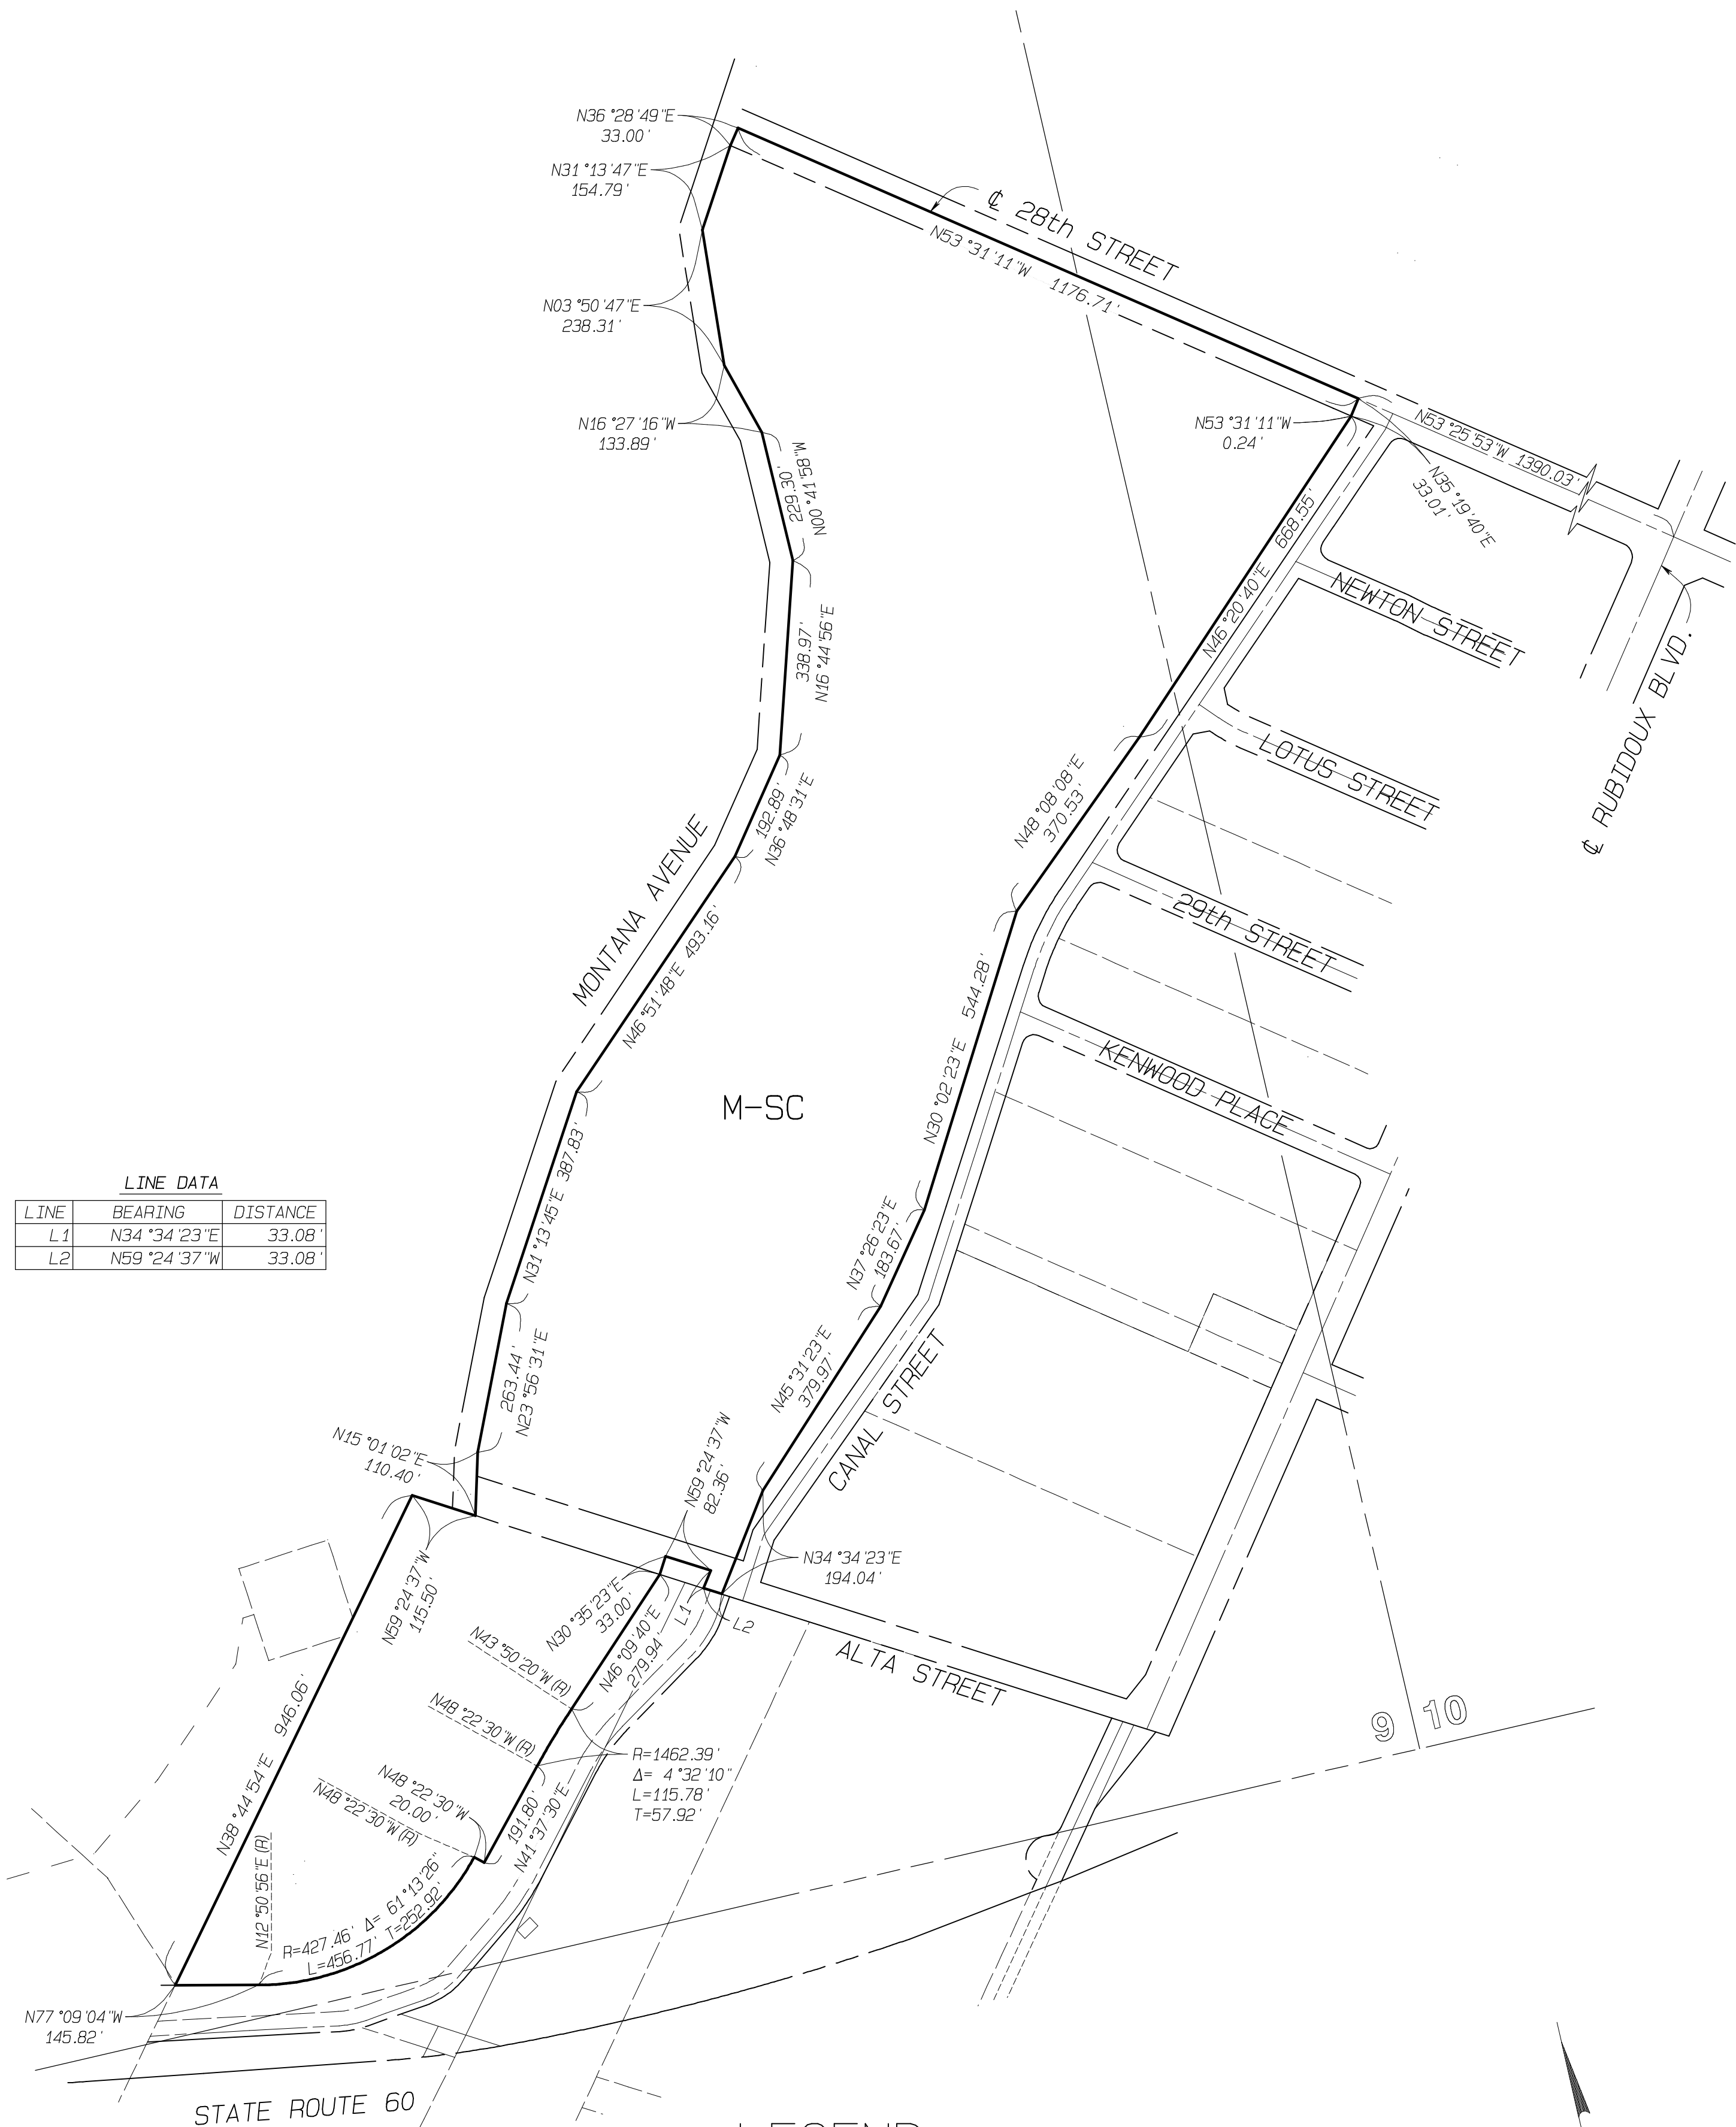 N36°28'49"E
33.00'
N31°13'47"E
154.79'
℄ 28th STREET
N53°31'11"W 1176.71'
N03°50'47"E
238.31'
N16°27'16"W
133.89'
N53°31'11"W
0.24'
N53°25'53"W 1390.03'
N35°19'40"E
33.01'
229.30'
N00°41'58"W
N46°20'40"E 668.55'
NEWTON STREET
338.97'
N16°44'56"E
℄ RUBIDOUX BLVD.
LOTUS STREET
N48°08'08"E
370.53'
192.89'
N36°48'31"E
MONTANA AVENUE
29th STREET
N46°51'48"E 493.16'
N30°02'23"E 544.28'
KENWOOD PLACE
M-SC
N31°13'45"E 387.83'
LINE DATA
LINE BEARING DISTANCE
L1 N34°34'23"E 33.08'
L2 N59°24'37"W 33.08'
N37°26'23"E
183.67'
263.44'
N23°56'31"E
N45°31'23"E
379.97'
CANAL STREET
N15°01'02"E
110.40'
N59°24'37"W
82.36'
N34°34'23"E
194.04'
N59°24'37"W
115.50'
N30°35'23"E
33.00'
L1
L2
N46°09'40"E
279.94'
N43°50'20"W (R)
ALTA STREET
N48°22'30"W (R)
9 10
N38°44'54"E 946.06'
R=1462.39'
Δ= 4°32'10"
L=115.78'
T=57.92'
N48°22'30"W
20.00'
N48°22'30"W (R)
191.80'
N41°37'30"E
N12°50'56"E (R)
R=427.46' Δ= 61°13'26"
L=456.77' T=252.92'
N77°09'04"W
145.82'
STATE ROUTE 60
LEGEND